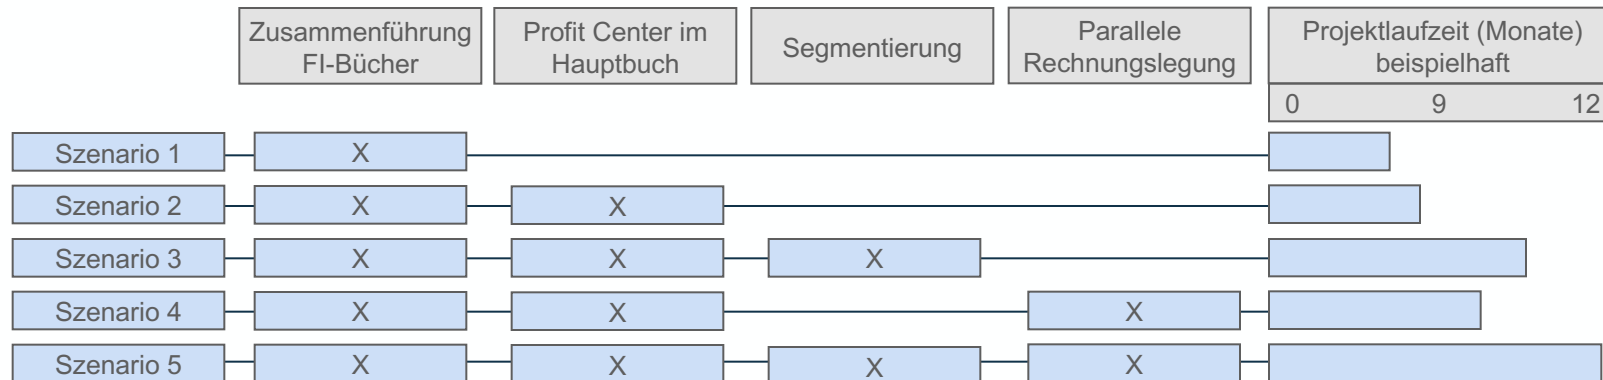 Zusammenführung
FI-Bücher
Profit Center im
Hauptbuch
Segmentierung
Parallele
Rechnungslegung
Projektlaufzeit (Monate)
beispielhaft
0 9 12
Szenario 1 X
Szenario 2 X X
Szenario 3 X X X
Szenario 4 X X X
Szenario 5 X X X X